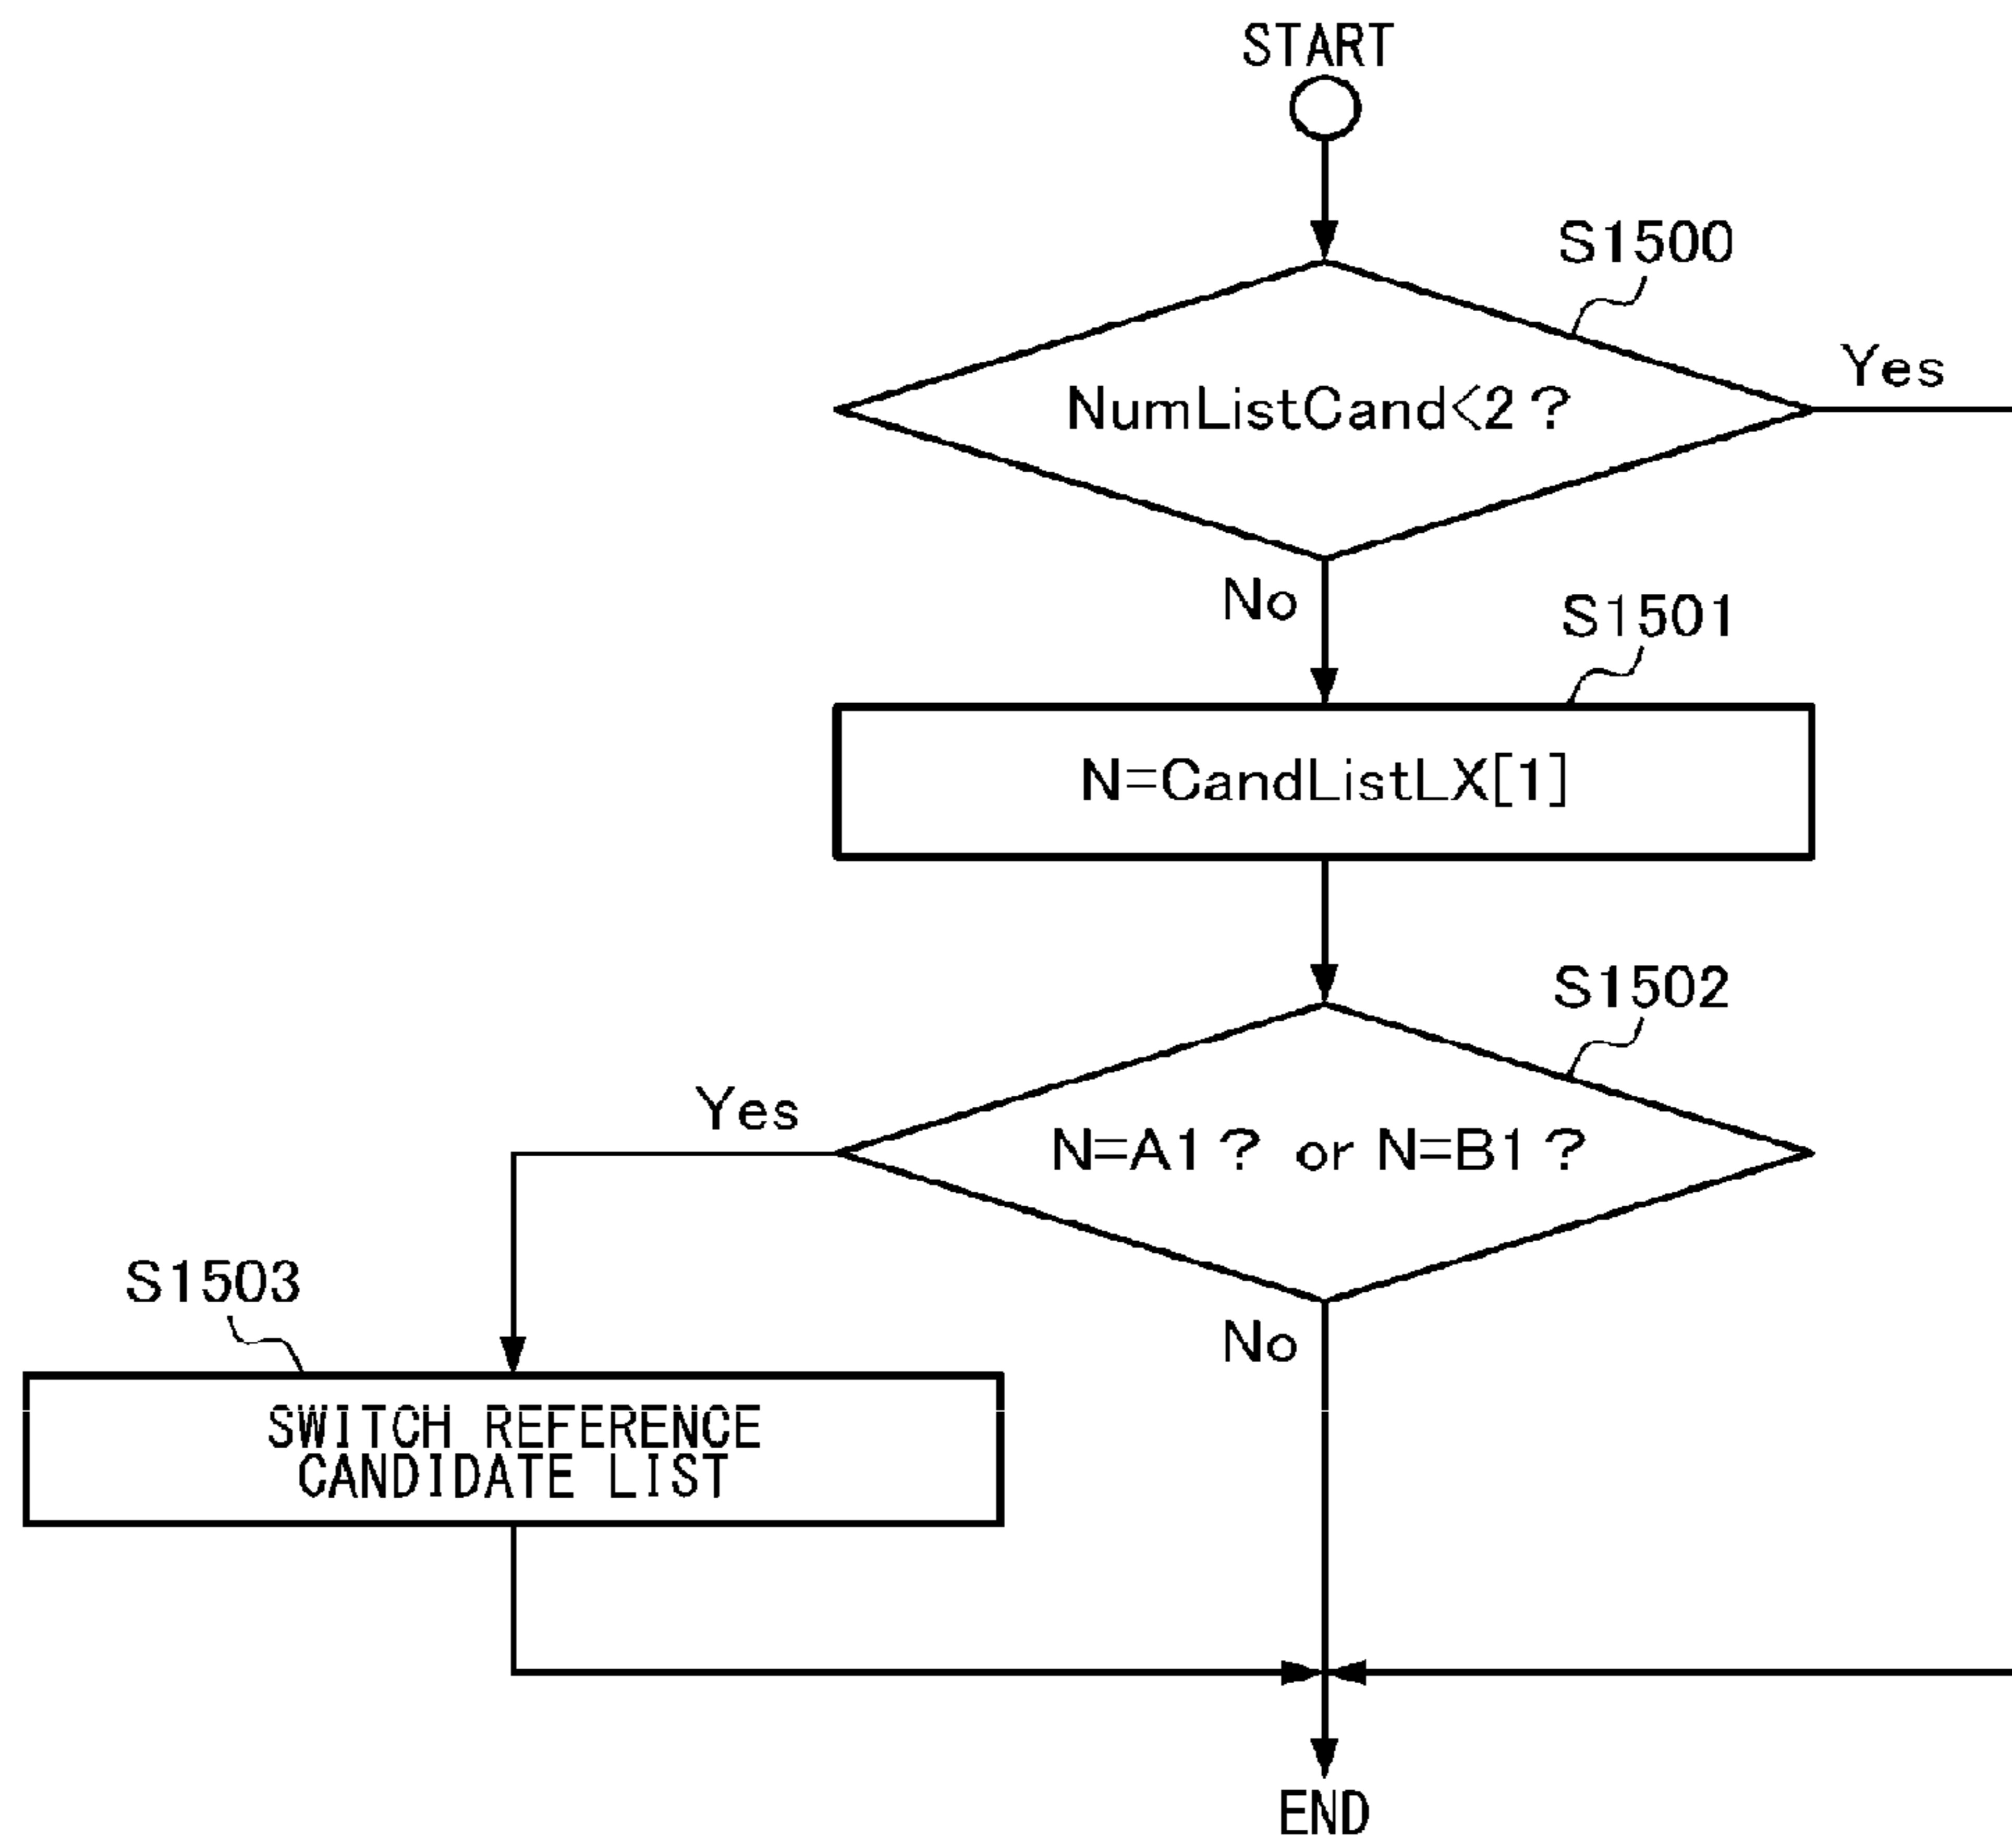 START
S1500
NumListCand<2?
Yes
No
S1501
N=CandListLX[1]
S1502
N=A1? or N=B1?
Yes
No
S1503
SWITCH REFERENCE
CANDIDATE LIST
END